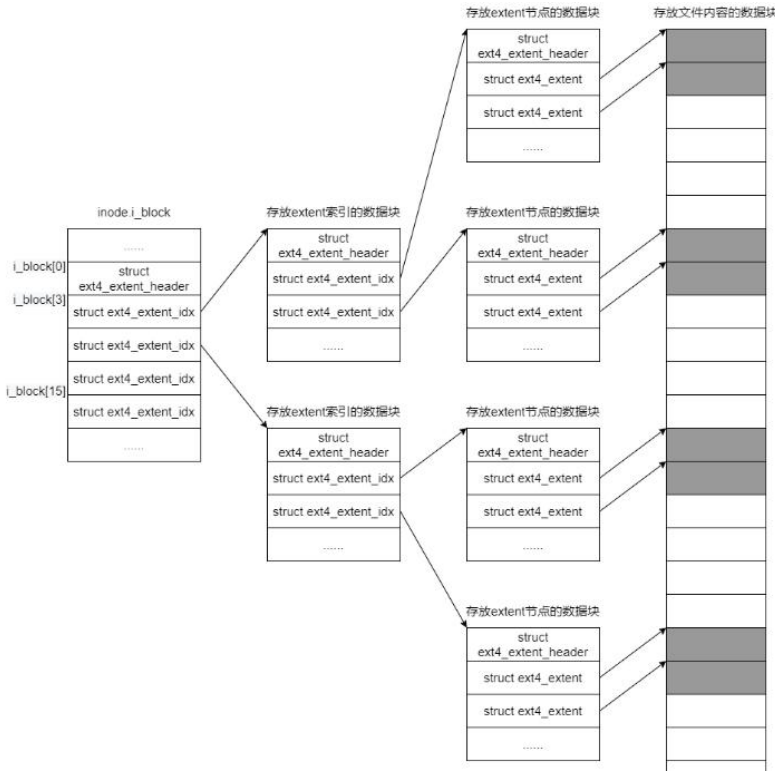 存放extent节点的数据块
存放文件内容的数据块
struct
ext4_extent_header
struct ext4_extent
struct ext4_extent
......
inode.i_block
......
i_block[0]
struct
ext4_extent_header
i_block[3]
struct ext4_extent_idx
struct ext4_extent_idx
struct ext4_extent_idx
i_block[15]
struct ext4_extent_idx
......
存放extent索引的数据块
struct
ext4_extent_header
struct ext4_extent_idx
struct ext4_extent_idx
......
存放extent节点的数据块
struct
ext4_extent_header
struct ext4_extent
struct ext4_extent
......
存放extent索引的数据块
struct
ext4_extent_header
struct ext4_extent_idx
struct ext4_extent_idx
......
存放extent节点的数据块
struct
ext4_extent_header
struct ext4_extent
struct ext4_extent
......
存放extent节点的数据块
struct
ext4_extent_header
struct ext4_extent
struct ext4_extent
......